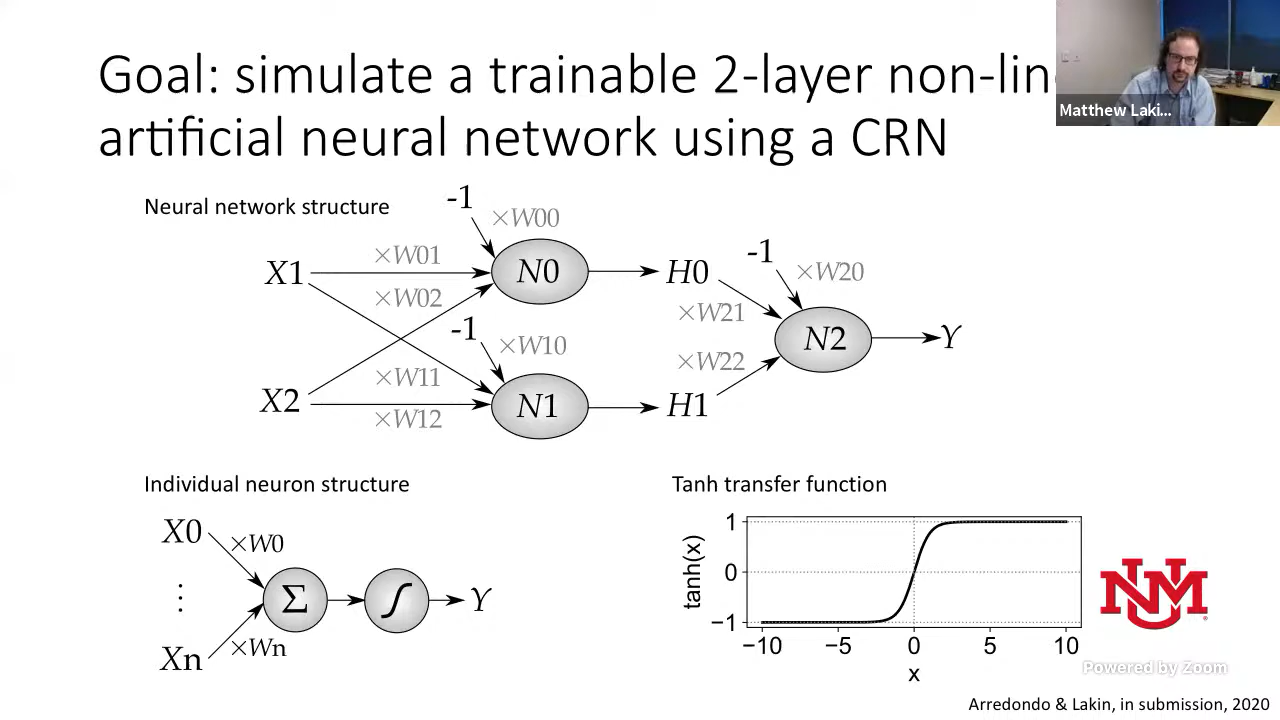 Goal: simulate a trainable 2-layer
artificial neural network using a CRN
Matthew Laki...
Neural network structure
-1
×W00
×W01
X1
N0
H0
-1
×W20
×W02
×W21
-1
×W10
N2
Y
×W11
×W22
X2
N1
H1
×W12
Individual neuron structure
X0
×W0
⋮
Σ
∫
Y
Xn
×Wn
Tanh transfer function
tanh(x)
1
0
−1
−10
−5
0
5
10
x
UNM
Powered by Zoom
Arredondo & Lakin, in submission, 2020